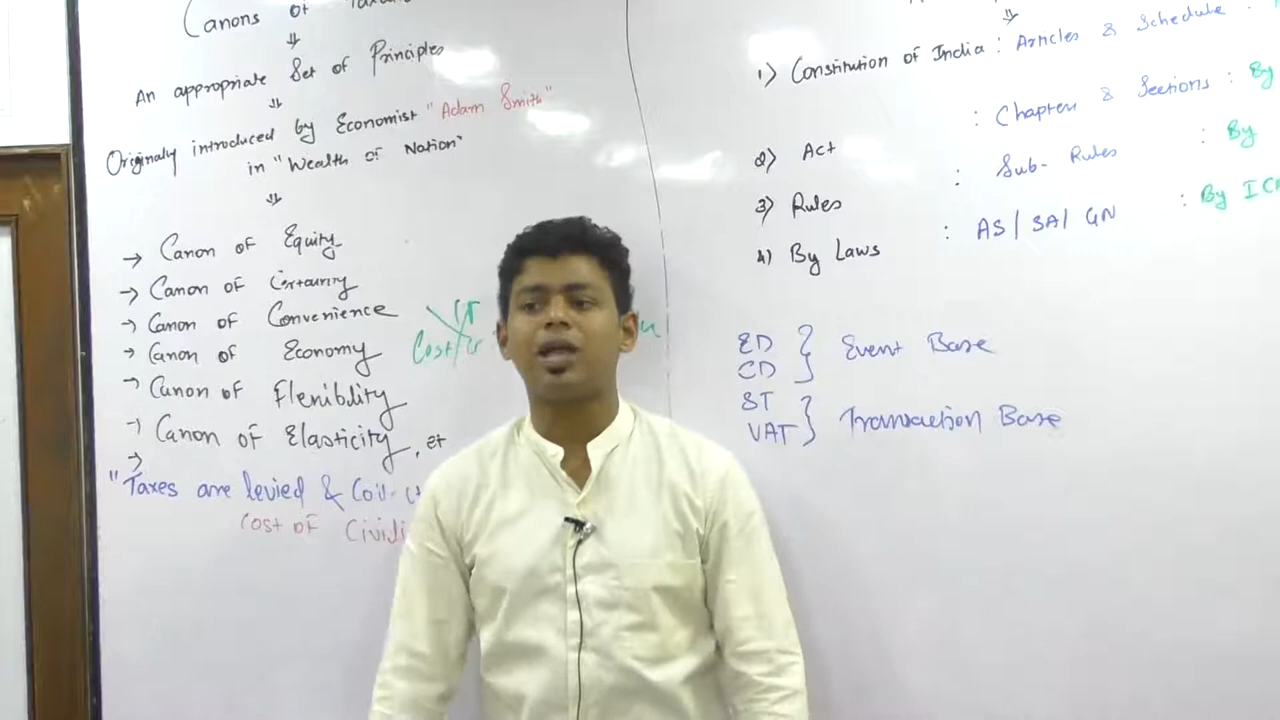 Canons of
⇓
An appropriate Set of Principles
⇓
Originally introduced by Economist "Adam Smith"
in "Wealth of Nation"
⇓
→ Canon of Equity
→ Canon of Certainity
→ Canon of Convenience
→ Canon of Economy
→ Canon of Flexibility
→ Canon of Elasticity, et
→
"Taxes are levied &
Cost of
Cost
⇓
1) Constitution of India : Articles & Schedule :
: Chapters & Sections : By
2) Act
: Sub-Rules : By
3) Rules
: AS / SA / GN : By
4) By Laws
ED
CD } Event Base
ST
VAT } Transaction Base